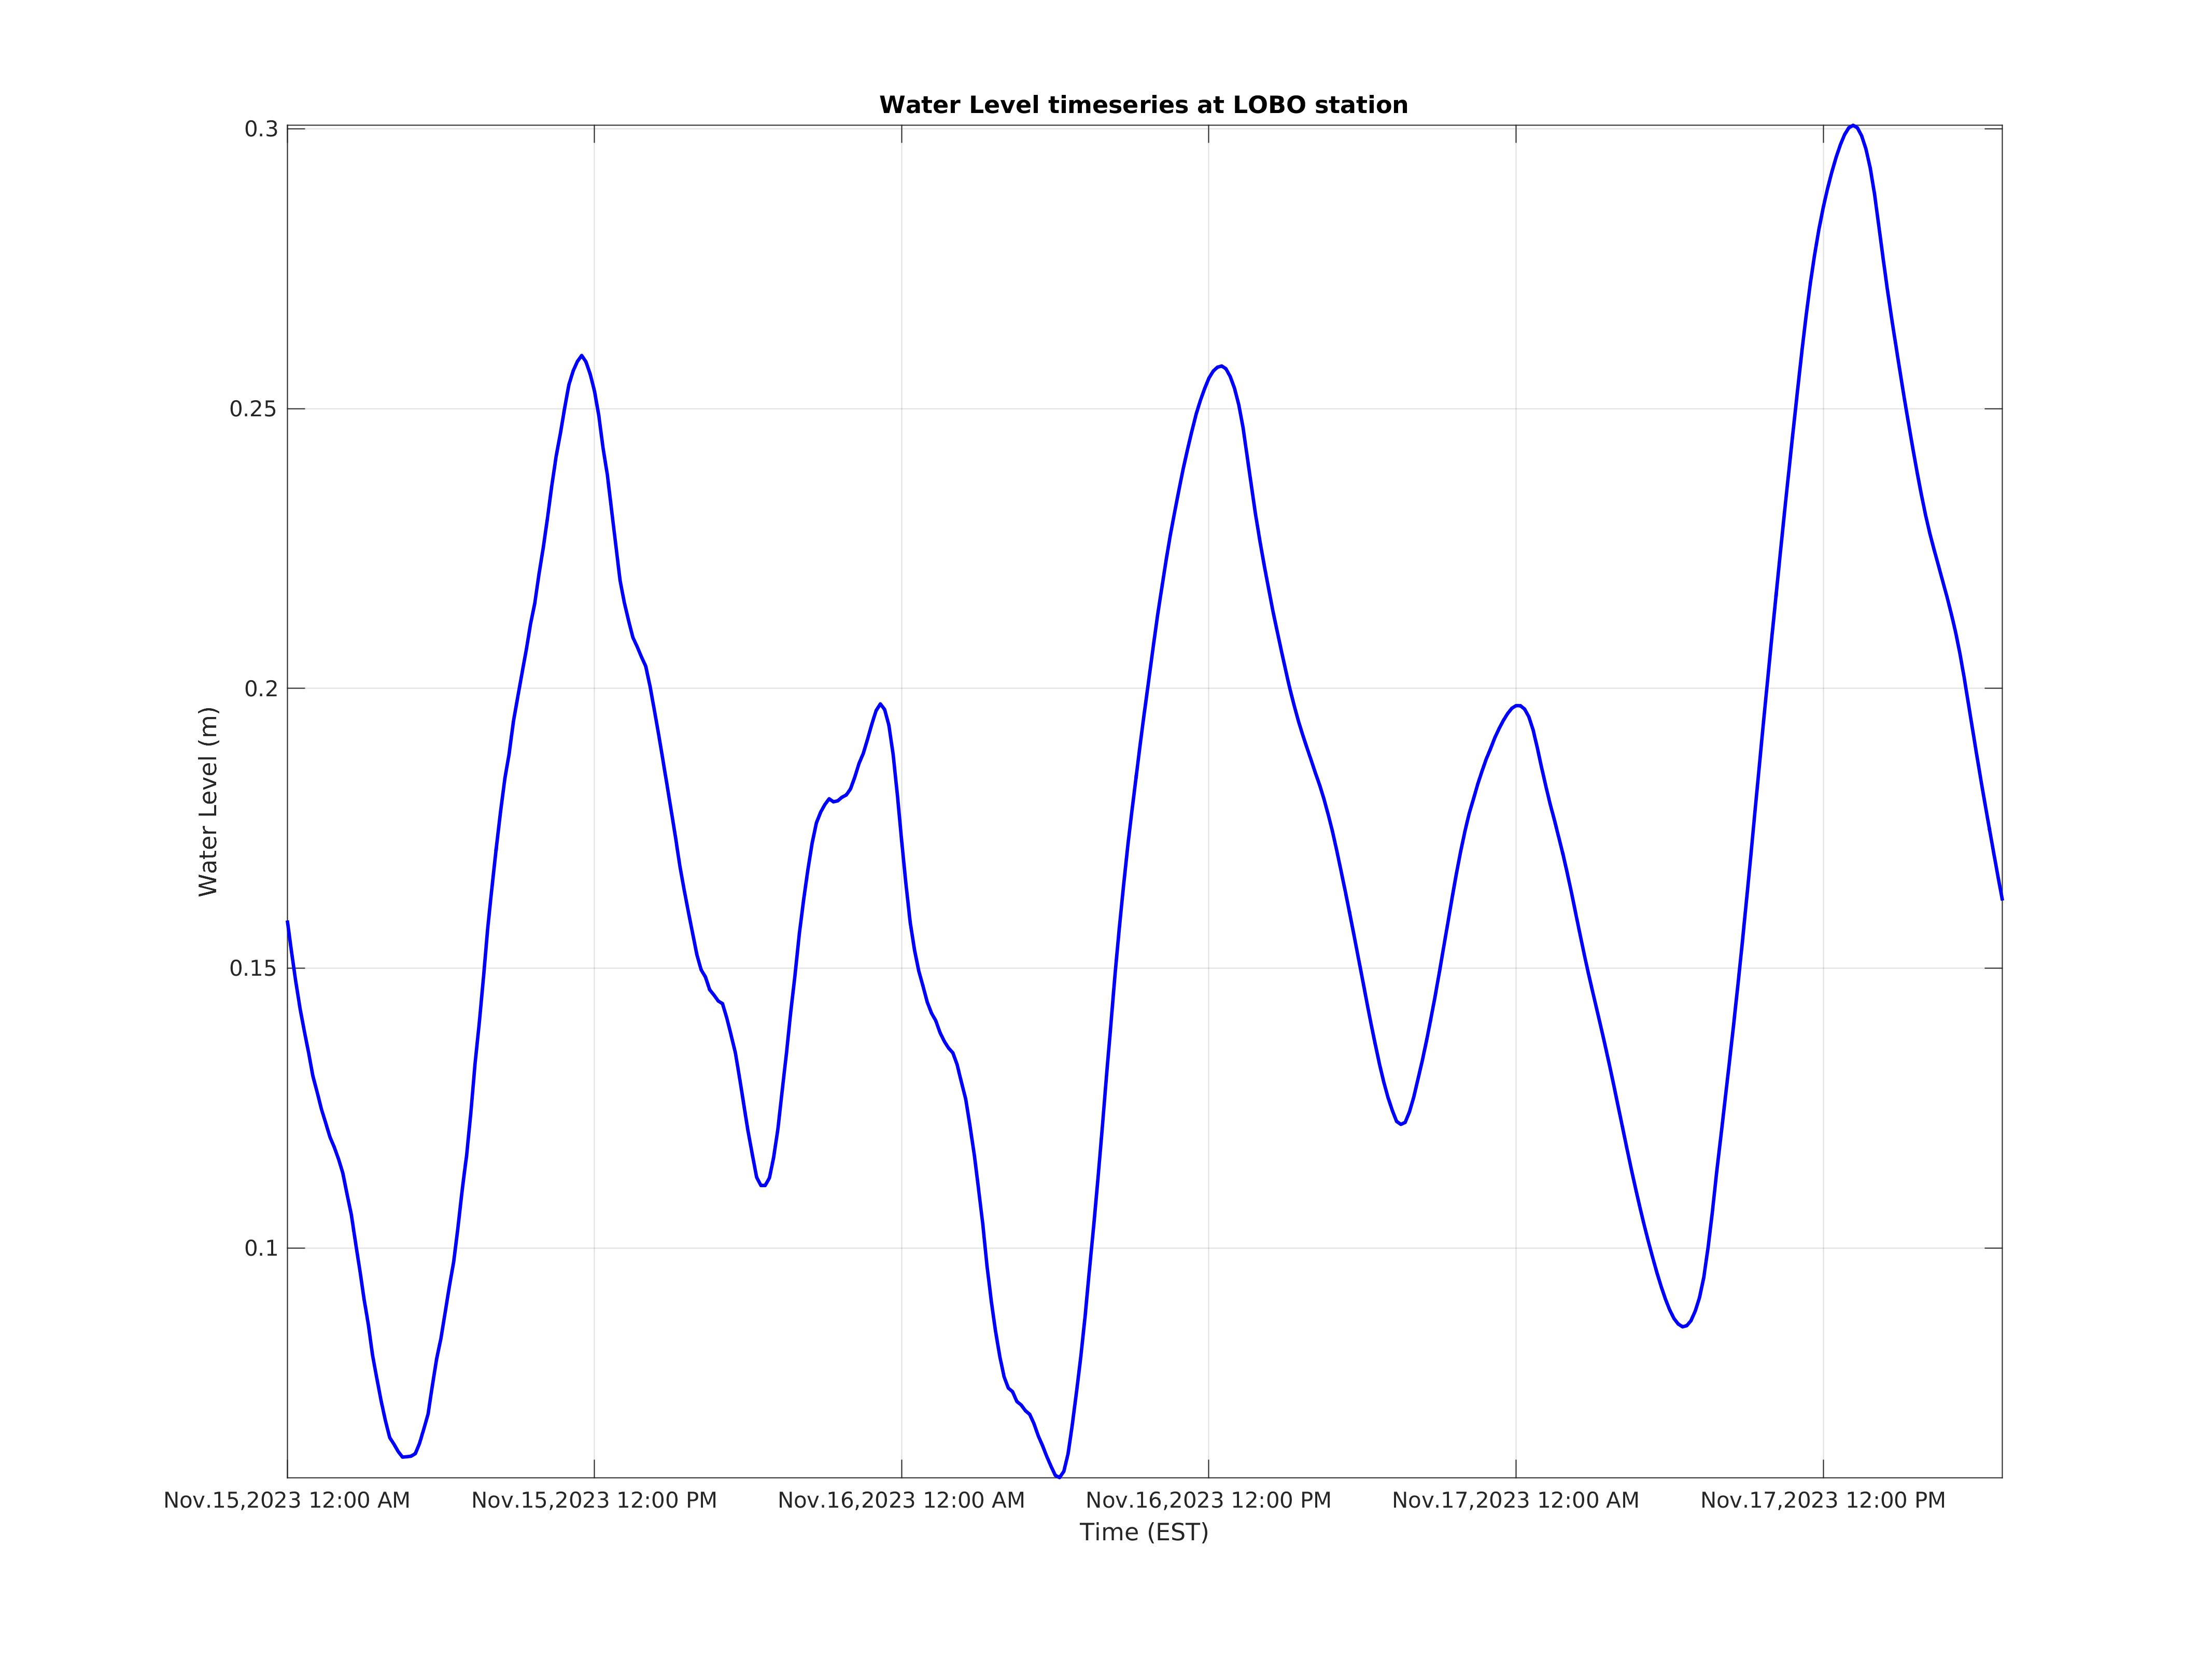 Water Level timeseries at LOBO station
0.3
0.25
0.2
0.15
0.1
Water Level (m)
Nov.15,2023 12:00 AM
Nov.15,2023 12:00 PM
Nov.16,2023 12:00 AM
Nov.16,2023 12:00 PM
Nov.17,2023 12:00 AM
Nov.17,2023 12:00 PM
Time (EST)